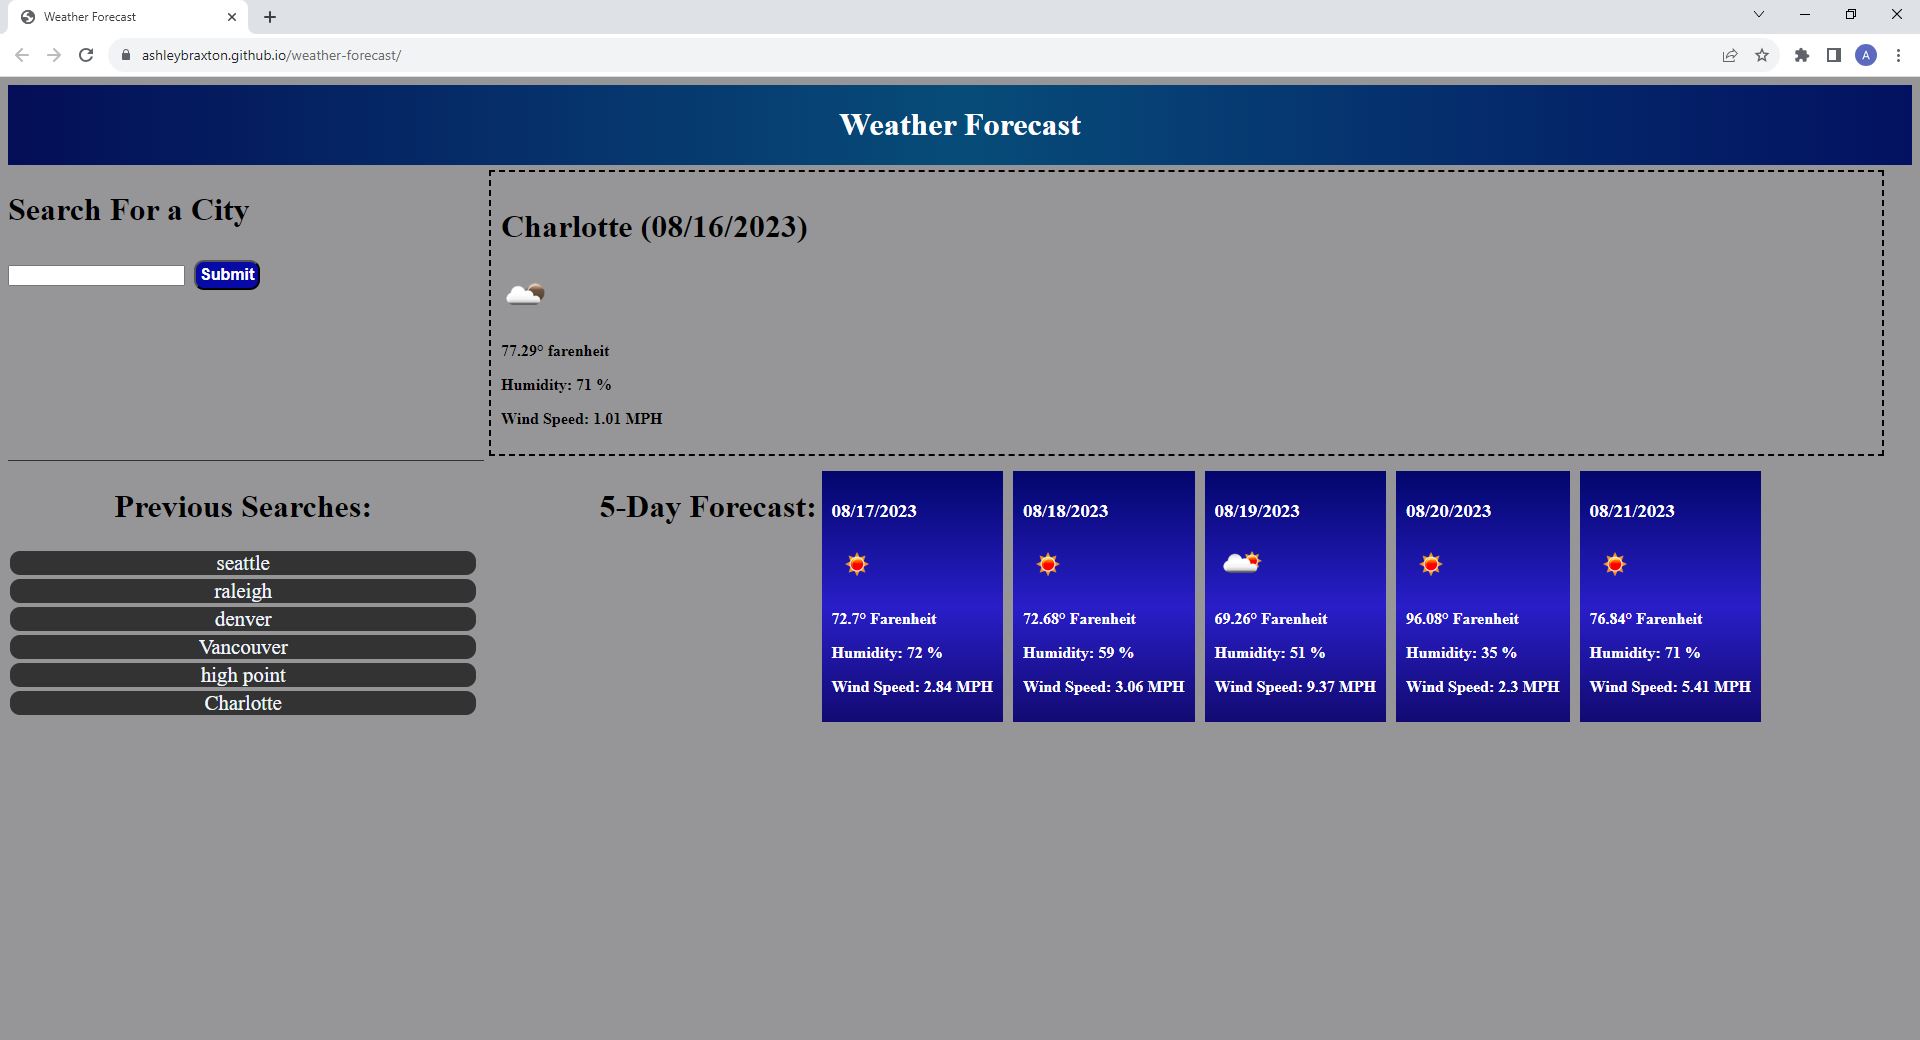 Weather Forecast
ashleybraxton.github.io/weather-forecast/
A
Weather Forecast
Search For a City
Submit
Charlotte (08/16/2023)
77.29° farenheit
Humidity: 71 %
Wind Speed: 1.01 MPH
Previous Searches:
seattle
raleigh
denver
Vancouver
high point
Charlotte
5-Day Forecast:
08/17/2023
72.7° Farenheit
Humidity: 72 %
Wind Speed: 2.84 MPH
08/18/2023
72.68° Farenheit
Humidity: 59 %
Wind Speed: 3.06 MPH
08/19/2023
69.26° Farenheit
Humidity: 51 %
Wind Speed: 9.37 MPH
08/20/2023
96.08° Farenheit
Humidity: 35 %
Wind Speed: 2.3 MPH
08/21/2023
76.84° Farenheit
Humidity: 71 %
Wind Speed: 5.41 MPH